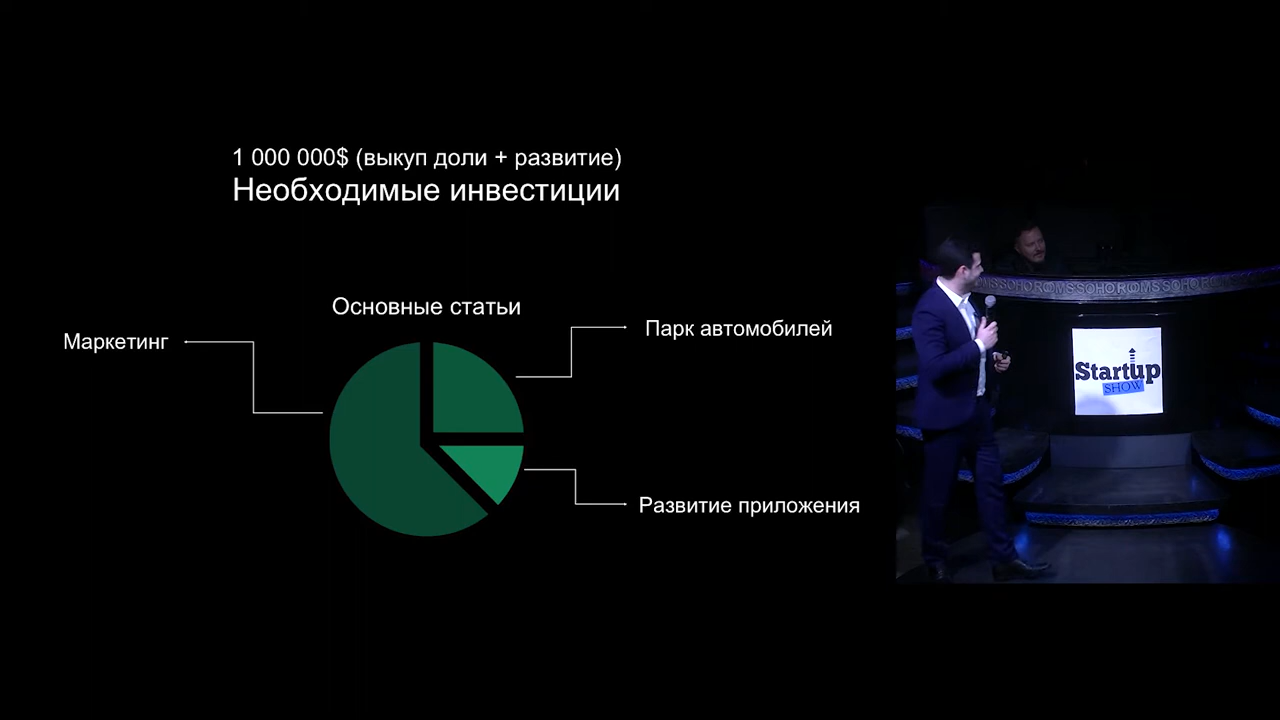 1 000 000$ (выкуп доли + развитие)
Необходимые инвестиции
Основные статьи
Маркетинг
Парк автомобилей
Развитие приложения
Startup
SHOW